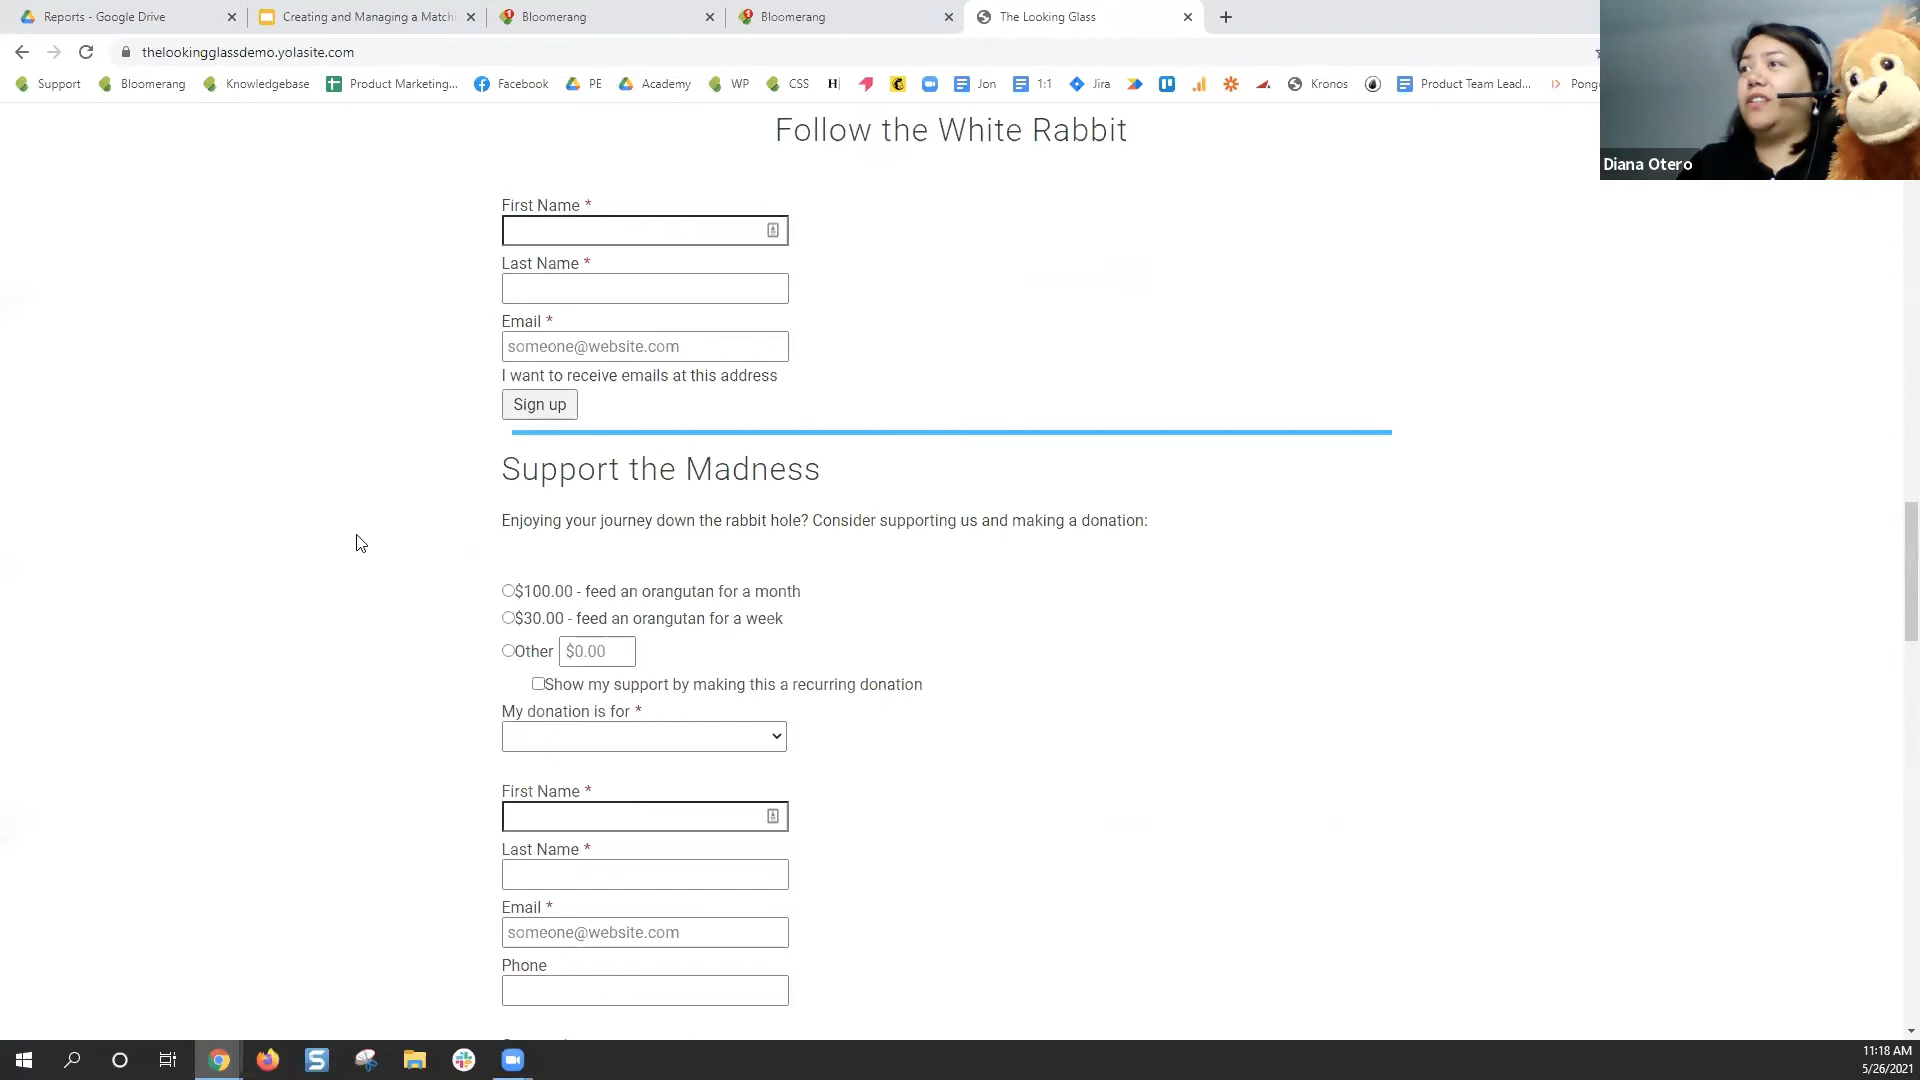 Reports - Google Drive
Creating and Managing a Match
Bloomerang
Bloomerang
The Looking Glass
thelookingglassdemo.yolasite.com
Support
Bloomerang
Knowledgebase
Product Marketing...
Facebook
PE
Academy
WP
CSS
H
Jon
1:1
Jira
Kronos
Product Team Lead...
Pong
Diana Otero
Follow the White Rabbit
First Name *
Last Name *
Email *
someone@website.com
I want to receive emails at this address
Sign up
Support the Madness
Enjoying your journey down the rabbit hole? Consider supporting us and making a donation:
$100.00 - feed an orangutan for a month
$30.00 - feed an orangutan for a week
Other $0.00
Show my support by making this a recurring donation
My donation is for *
First Name *
Last Name *
Email *
someone@website.com
Phone
11:18 AM
5/26/2021